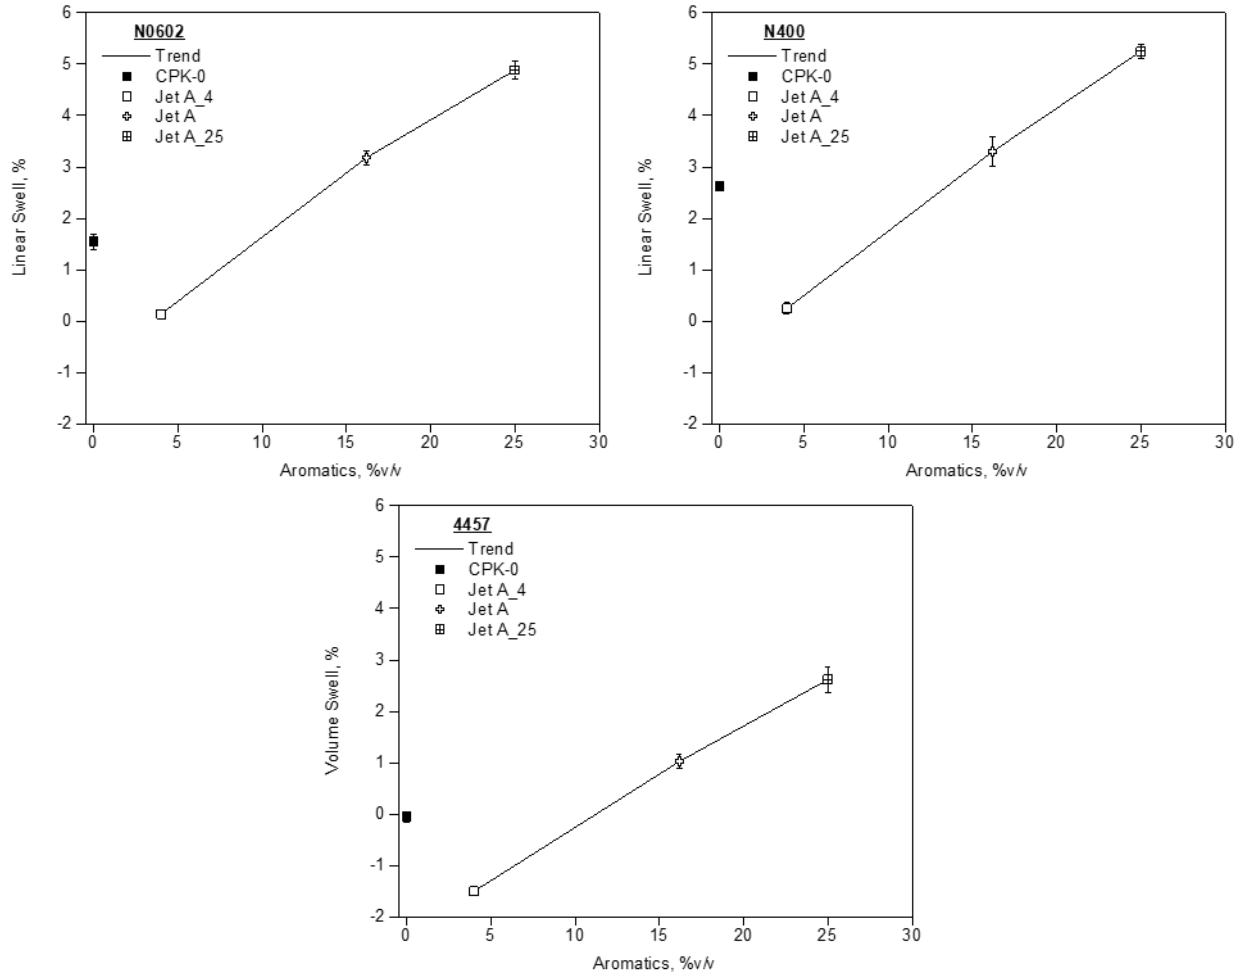 N0602
Trend
CPK-0
Jet A_4
Jet A
Jet A_25
6
5
4
3
2
1
0
-1
-2
Linear Swell, %
0 5 10 15 20 25 30
Aromatics, %v/v
N400
Trend
CPK-0
Jet A_4
Jet A
Jet A_25
6
5
4
3
2
1
0
-1
-2
Linear Swell, %
0 5 10 15 20 25 30
Aromatics, %v/v
4457
Trend
CPK-0
Jet A_4
Jet A
Jet A_25
6
5
4
3
2
1
0
-1
-2
Volume Swell, %
0 5 10 15 20 25 30
Aromatics, %v/v